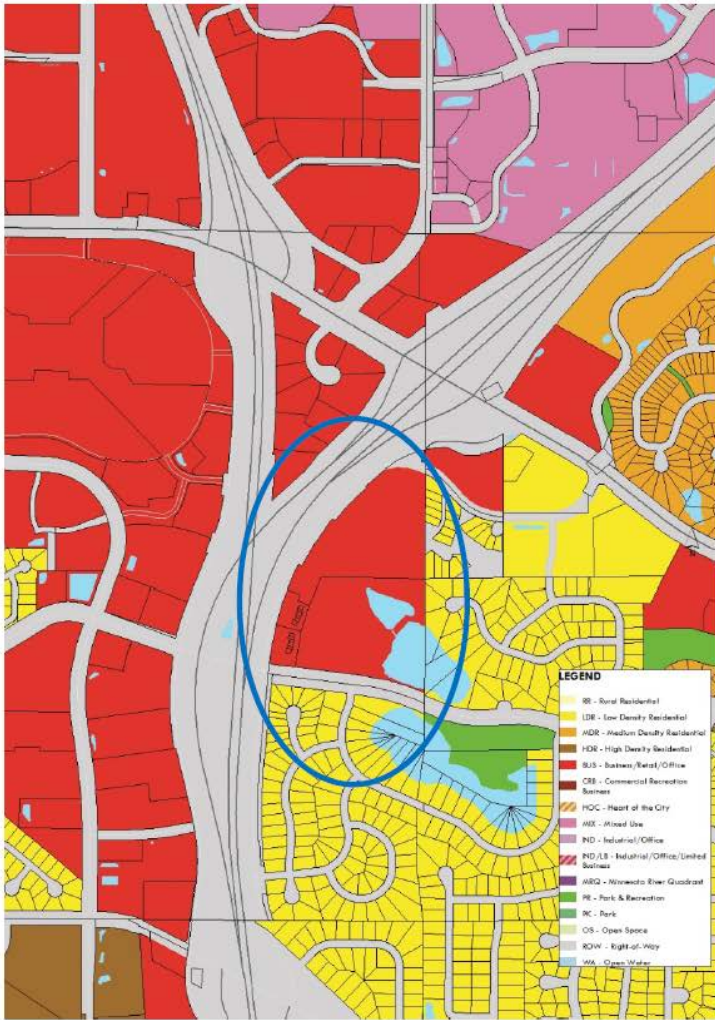 LEGEND
RR - Rural Residential
LDR - Low Density Residential
MDR - Medium Density Residential
HDR - High Density Residential
BUS - Business/Retail/Office
CRB - Commercial Recreation
Business
HOC - Heart of the City
MIX - Mixed Use
IND - Industrial/Office
IND/LB - Industrial/Office/Limited
Business
MRQ - Minnesota River Quadrant
PR - Park & Recreation
PK - Park
OS - Open Space
ROW - Right-of-Way
WA - Open Water